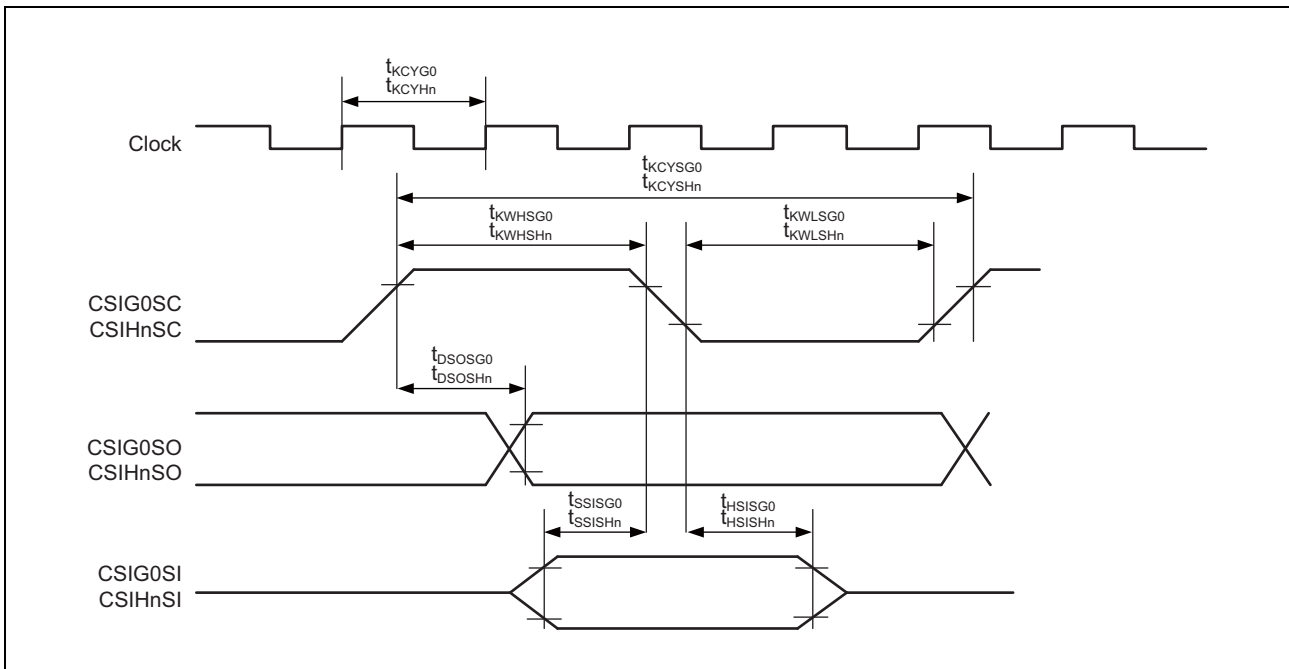 tKCYG0
tKCYHn
Clock
tKCYSG0
tKCYSHn
tKWHSG0
tKWHSHn
tKWLSG0
tKWLSHn
CSIG0SC
CSIHnSC
tDSOSG0
tDSOSHn
CSIG0SO
CSIHnSO
tSSISG0
tSSISHn
tHSISG0
tHSISHn
CSIG0SI
CSIHnSI